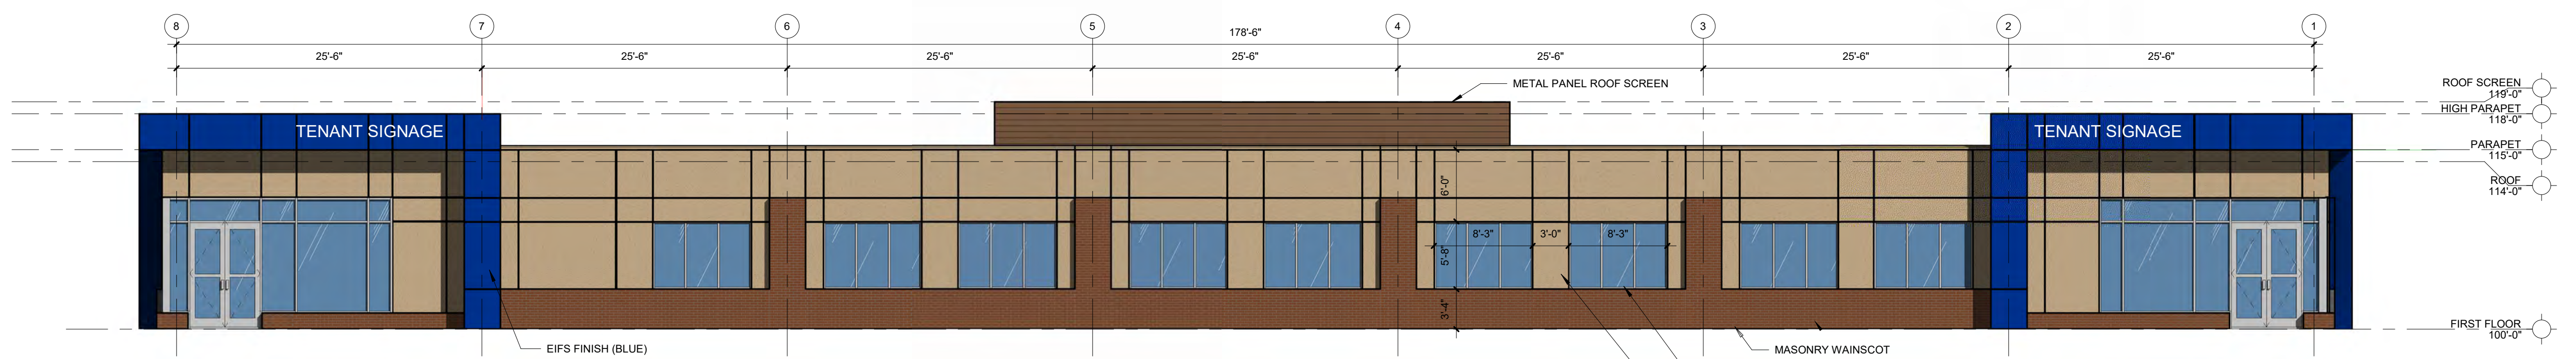 8 7 6 5 4 3 2 1
178'-6"
25'-6" 25'-6" 25'-6" 25'-6" 25'-6" 25'-6" 25'-6"
METAL PANEL ROOF SCREEN
ROOF SCREEN
119'-0"
HIGH PARAPET
118'-0"
TENANT SIGNAGE
TENANT SIGNAGE
PARAPET
115'-0"
ROOF
114'-0"
6'-0"
8'-3" 3'-0" 8'-3"
5'-8"
3'-4"
FIRST FLOOR
100'-0"
EIFS FINISH (BLUE)
MASONRY WAINSCOT